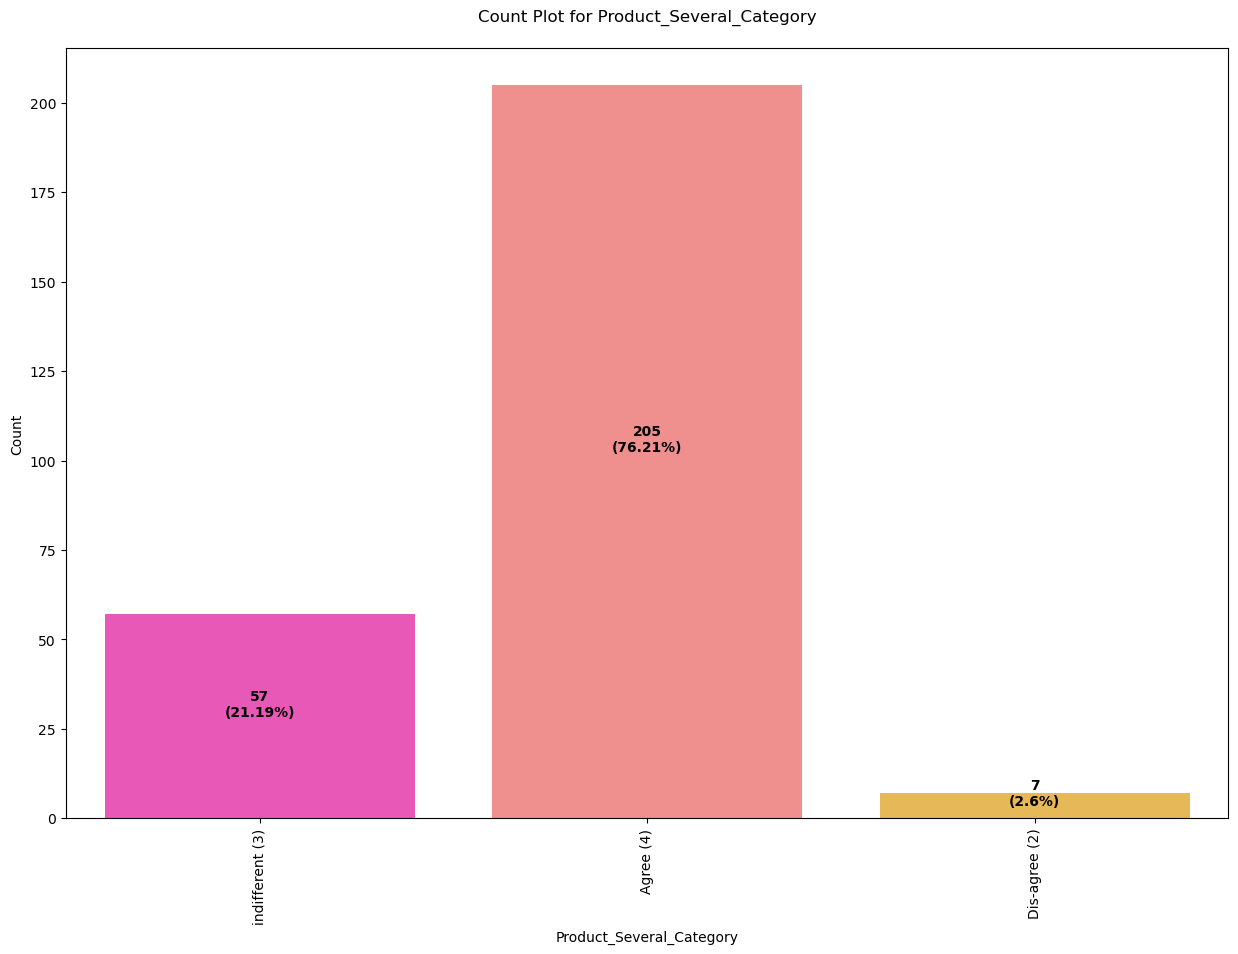 Count Plot for Product_Several_Category
Count
200
175
150
125
100
75
50
25
0
57
(21.19%)
205
(76.21%)
7
(2.6%)
indifferent (3)
Agree (4)
Dis-agree (2)
Product_Several_Category